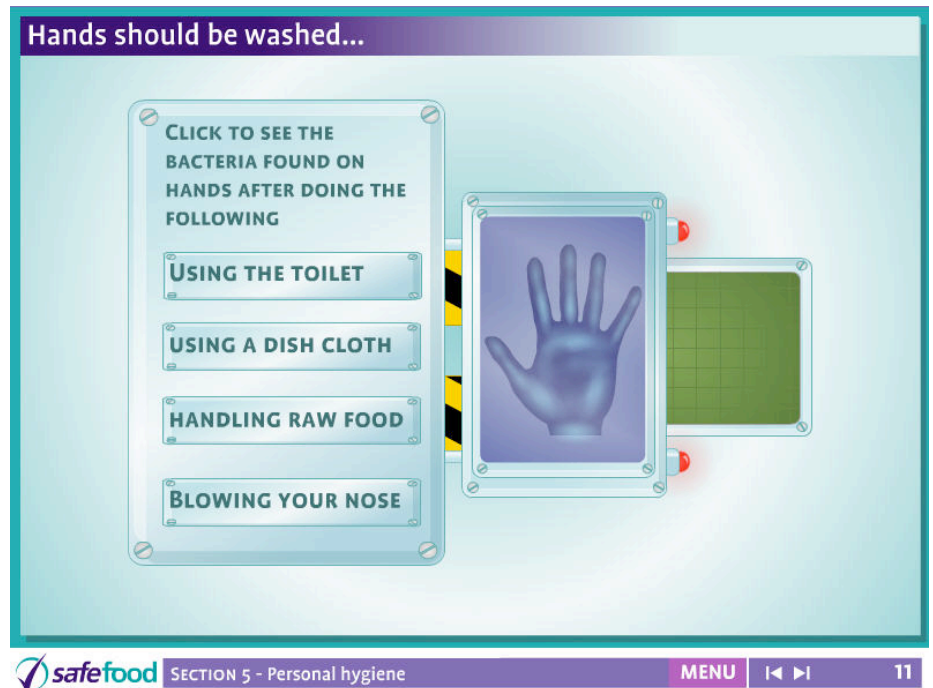 Hands should be washed...
CLICK TO SEE THE
BACTERIA FOUND ON
HANDS AFTER DOING THE
FOLLOWING
USING THE TOILET
USING A DISH CLOTH
HANDLING RAW FOOD
BLOWING YOUR NOSE
safefood SECTION 5 - Personal hygiene MENU 11